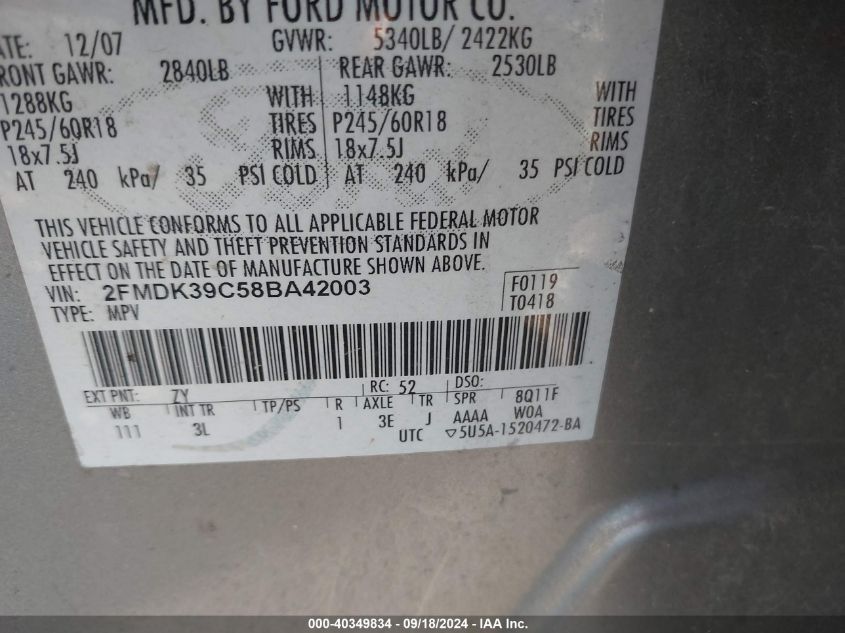 MFD. BY FORD MOTOR CO.
12/07 GVWR: 5340LB/ 2422KG
GAWR: 2840LB REAR GAWR: 2530LB
1288KG WITH 1148KG WITH
P245/60R18 TIRES P245/60R18 TIRES
18x7.5J RIMS 18x7.5J RIMS
AT 240 kPa/ 35 PSI COLD AT 240 kPa/ 35 PSI COLD
THIS VEHICLE CONFORMS TO ALL APPLICABLE FEDERAL MOTOR
VEHICLE SAFETY AND THEFT PREVENTION STANDARDS IN
EFFECT ON THE DATE OF MANUFACTURE SHOWN ABOVE.
VIN: 2FMDK39C58BA42003 F0119
TYPE: MPV T0418
EXT PNT: ZY RC: 52 DSO:
WB INT TR TP/PS R AXLE TR SPR 8Q11F
111 3L 1 3E J AAAA W0A
UTC ▽5U5A-1520472-BA
000-40349834 - 09/18/2024 - IAA Inc.